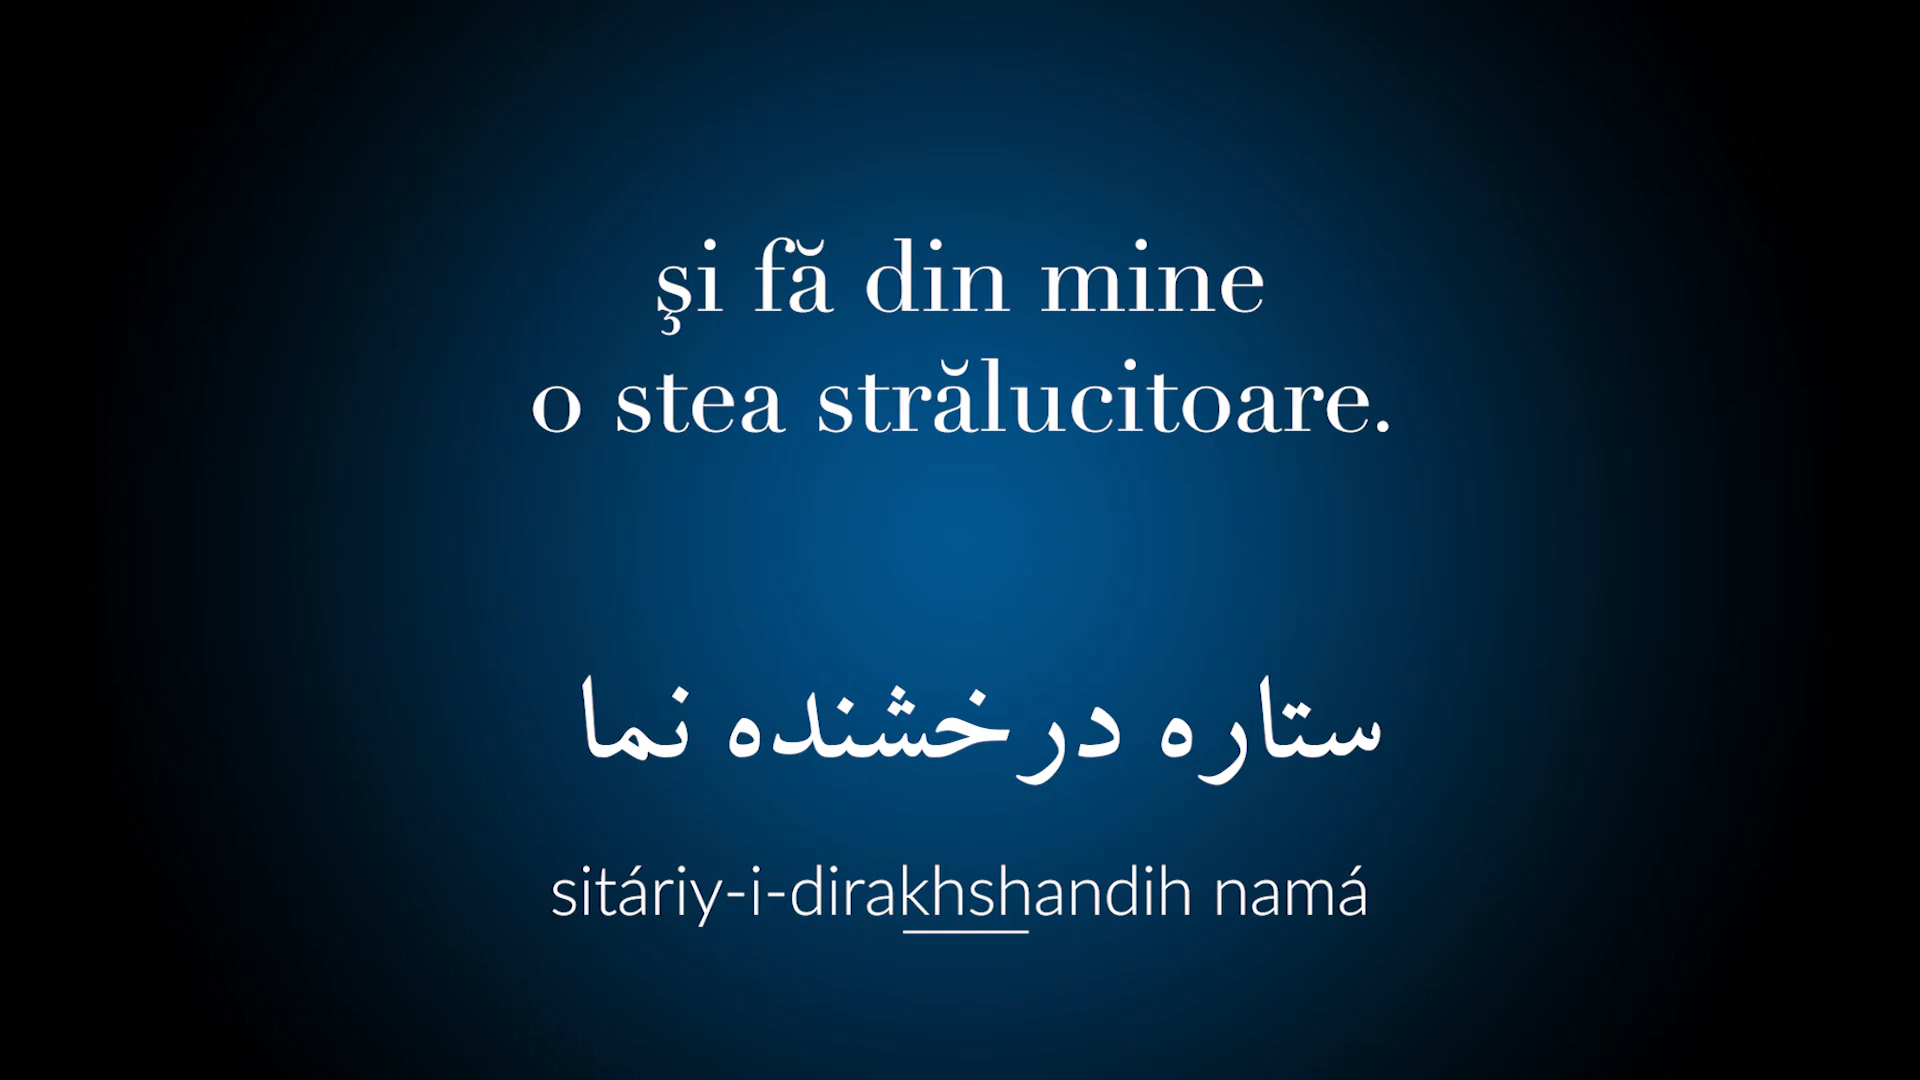 şi fă din mine
o stea strălucitoare.
ستاره درخشنده نما
sitáriy-i-dirakhshandih namá